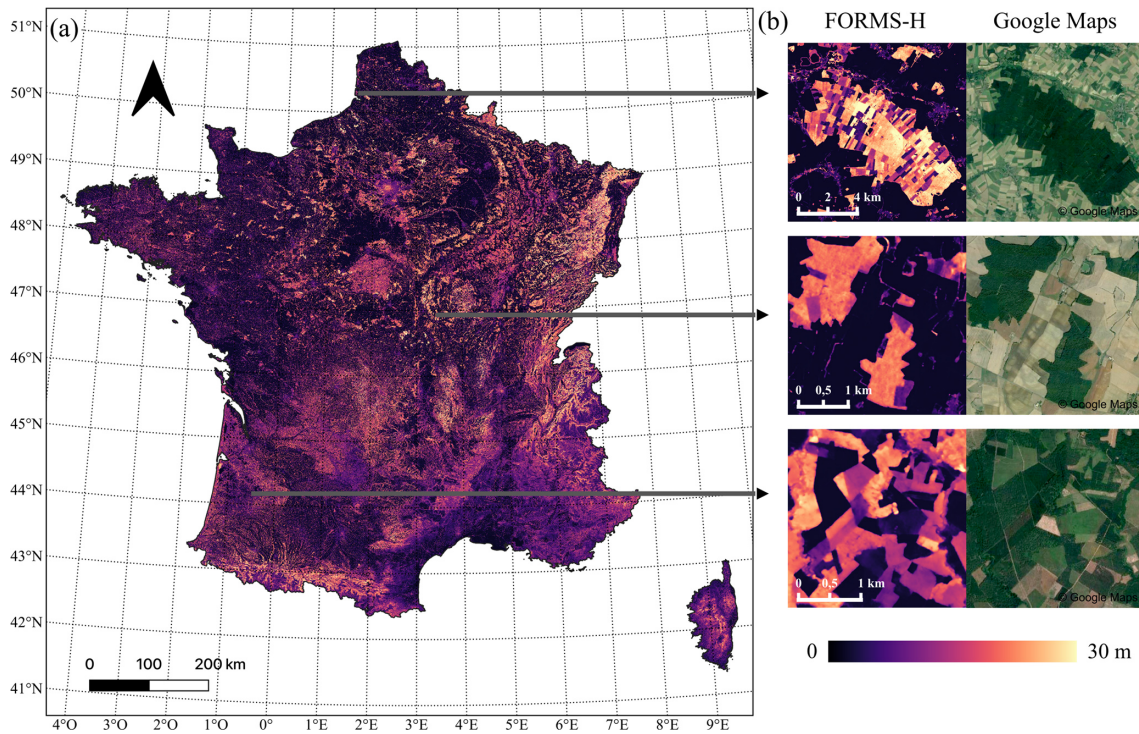 (a)
51°N
50°N
49°N
48°N
47°N
46°N
45°N
44°N
43°N
42°N
41°N
0 100 200 km
4°O 3°O 2°O 1°O 0° 1°E 2°E 3°E 4°E 5°E 6°E 7°E 8°E 9°E
(b) FORMS-H Google Maps
0 2 4 km
© Google Maps
0 0,5 1 km
© Google Maps
0 0,5 1 km
© Google Maps
0 30 m